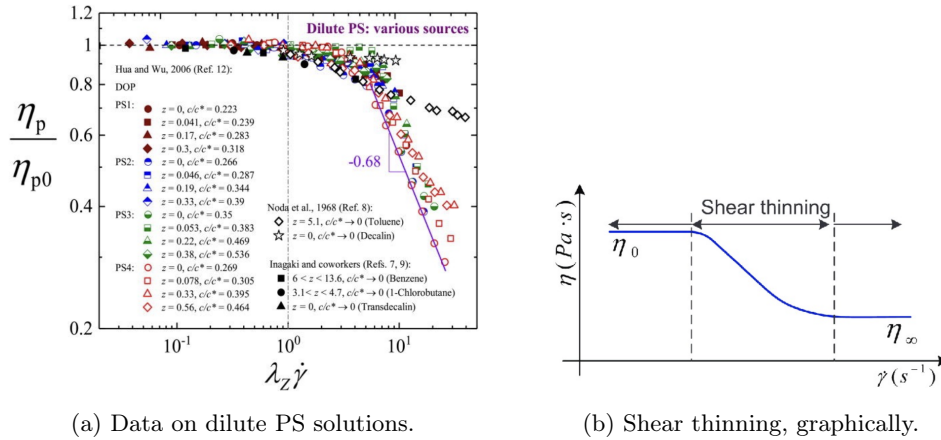 Dilute PS: various sources
η_p
η_p0
1
0.8
0.6
0.4
0.2
1
Hua and Wu, 2006 (Ref. 12):
DOP
PS1:
z = 0, c/c* = 0.223
z = 0.041, c/c* = 0.239
z = 0.17, c/c* = 0.283
z = 0.3, c/c* = 0.318
PS2:
z = 0, c/c* = 0.266
z = 0.046, c/c* = 0.287
z = 0.19, c/c* = 0.344
z = 0.33, c/c* = 0.39
PS3:
z = 0, c/c* = 0.35
z = 0.053, c/c* = 0.383
z = 0.22, c/c* = 0.469
z = 0.38, c/c* = 0.536
PS4:
z = 0, c/c* = 0.269
z = 0.078, c/c* = 0.305
z = 0.33, c/c* = 0.395
z = 0.56, c/c* = 0.464
-0.68
Noda et al., 1968 (Ref. 8)
z = 5.1, c/c* → 0 (Toluene)
z = 0, c/c* → 0 (Decalin)
Inagaki and coworkers (Refs. 7, 9)
6 < z < 13.6, c/c* → 0 (Benzene)
3.1< z < 4.7, c/c* → 0 (1-Chlorobutane)
z = 0, c/c* → 0 (Transdecalin)
10⁻¹
10⁰
10¹
λ_Z γ̇
(a) Data on dilute PS solutions.
Shear thinning
η (Pa·s)
η_0
η_∞
γ̇ (s⁻¹)
(b) Shear thinning, graphically.